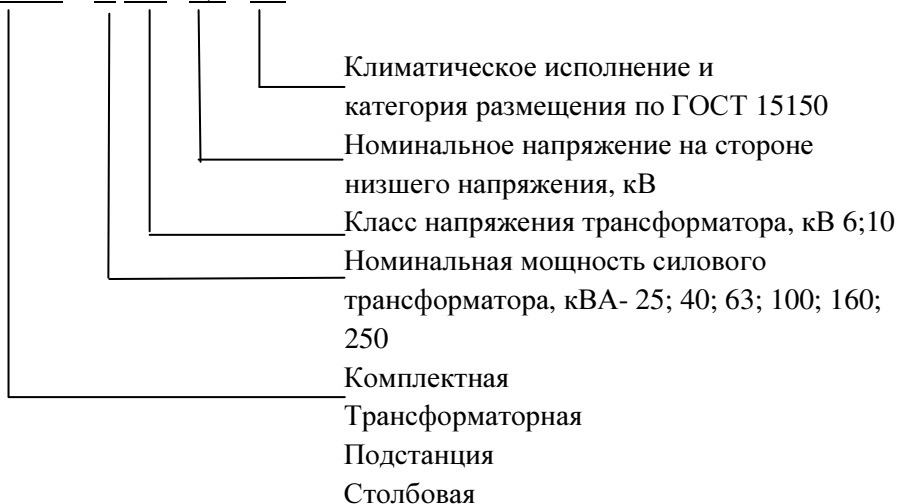 Климатическое исполнение и
категория размещения по ГОСТ 15150
Номинальное напряжение на стороне
низшего напряжения, кВ
Класс напряжения трансформатора, кВ 6;10
Номинальная мощность силового
трансформатора, кВА- 25; 40; 63; 100; 160;
250
Комплектная
Трансформаторная
Подстанция
Столбовая